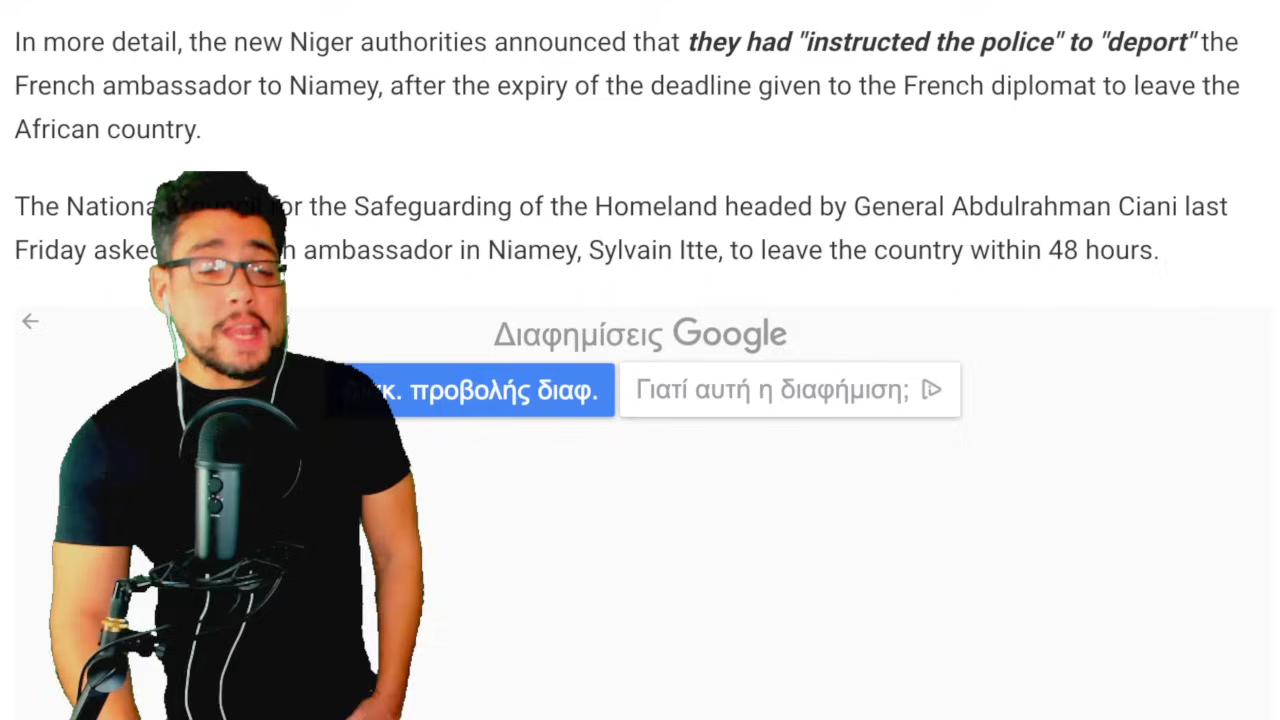 In more detail, the new Niger authorities announced that they had "instructed the police" to "deport" the
French ambassador to Niamey, after the expiry of the deadline given to the French diplomat to leave the
African country.
The for the Safeguarding of the Homeland headed by General Abdulrahman Ciani last
Friday ambassador in Niamey, Sylvain Itte, to leave the country within 48 hours.
Διαφημίσεις Google
προβολής διαφ.
Γιατί αυτή η διαφήμιση;